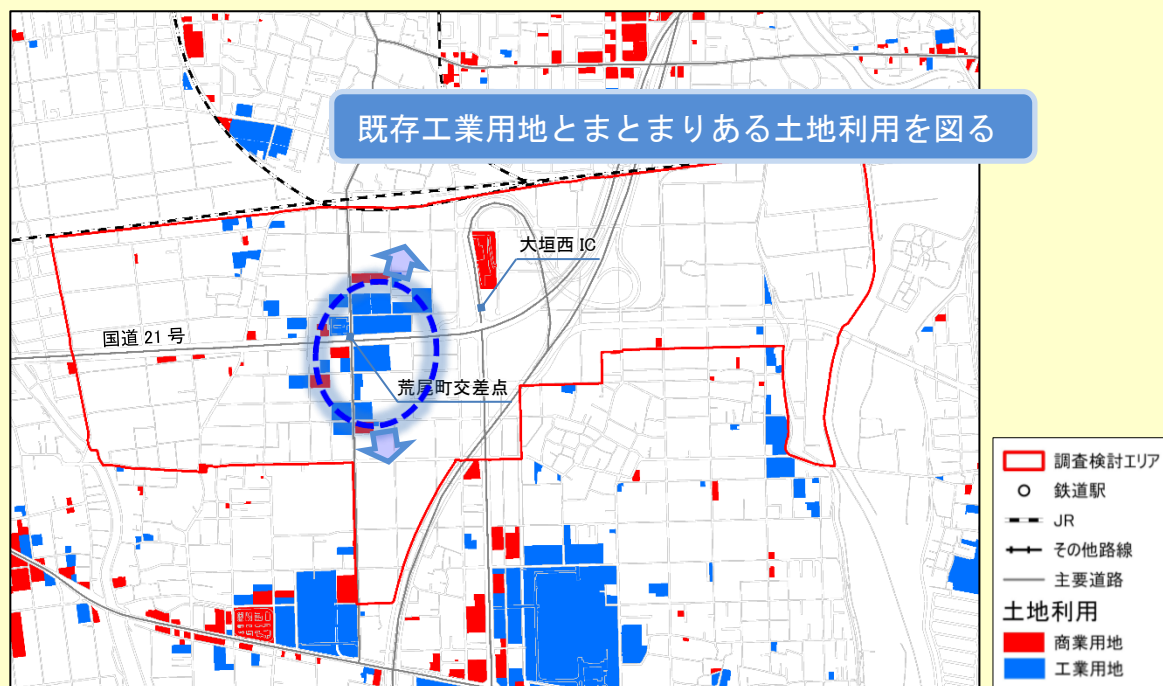 既存工業用地とまとまりある土地利用を図る
大垣西 IC
国道 21 号
荒尾町交差点
調査検討エリア
鉄道駅
JR
その他路線
主要道路
土地利用
商業用地
工業用地